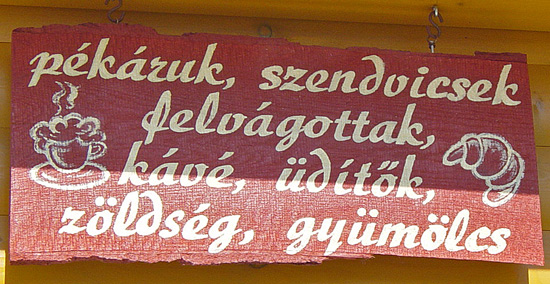 pékáruk, szendvicsek
felvágottak,
kávé, üdítők,
zöldség, gyümölcs